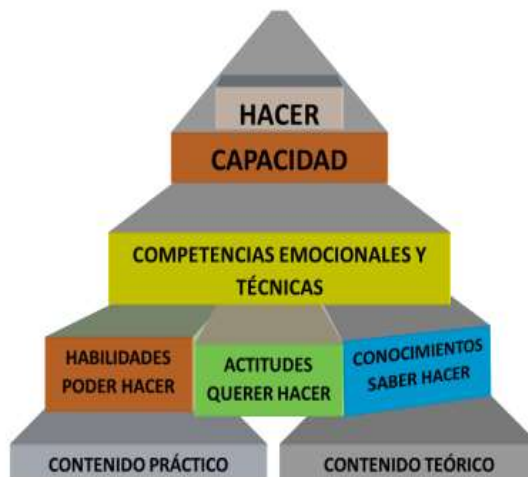 HACER
CAPACIDAD
COMPETENCIAS EMOCIONALES Y
TÉCNICAS
HABILIDADES
PODER HACER
ACTITUDES
QUERER HACER
CONOCIMIENTOS
SABER HACER
CONTENIDO PRÁCTICO
CONTENIDO TEÓRICO